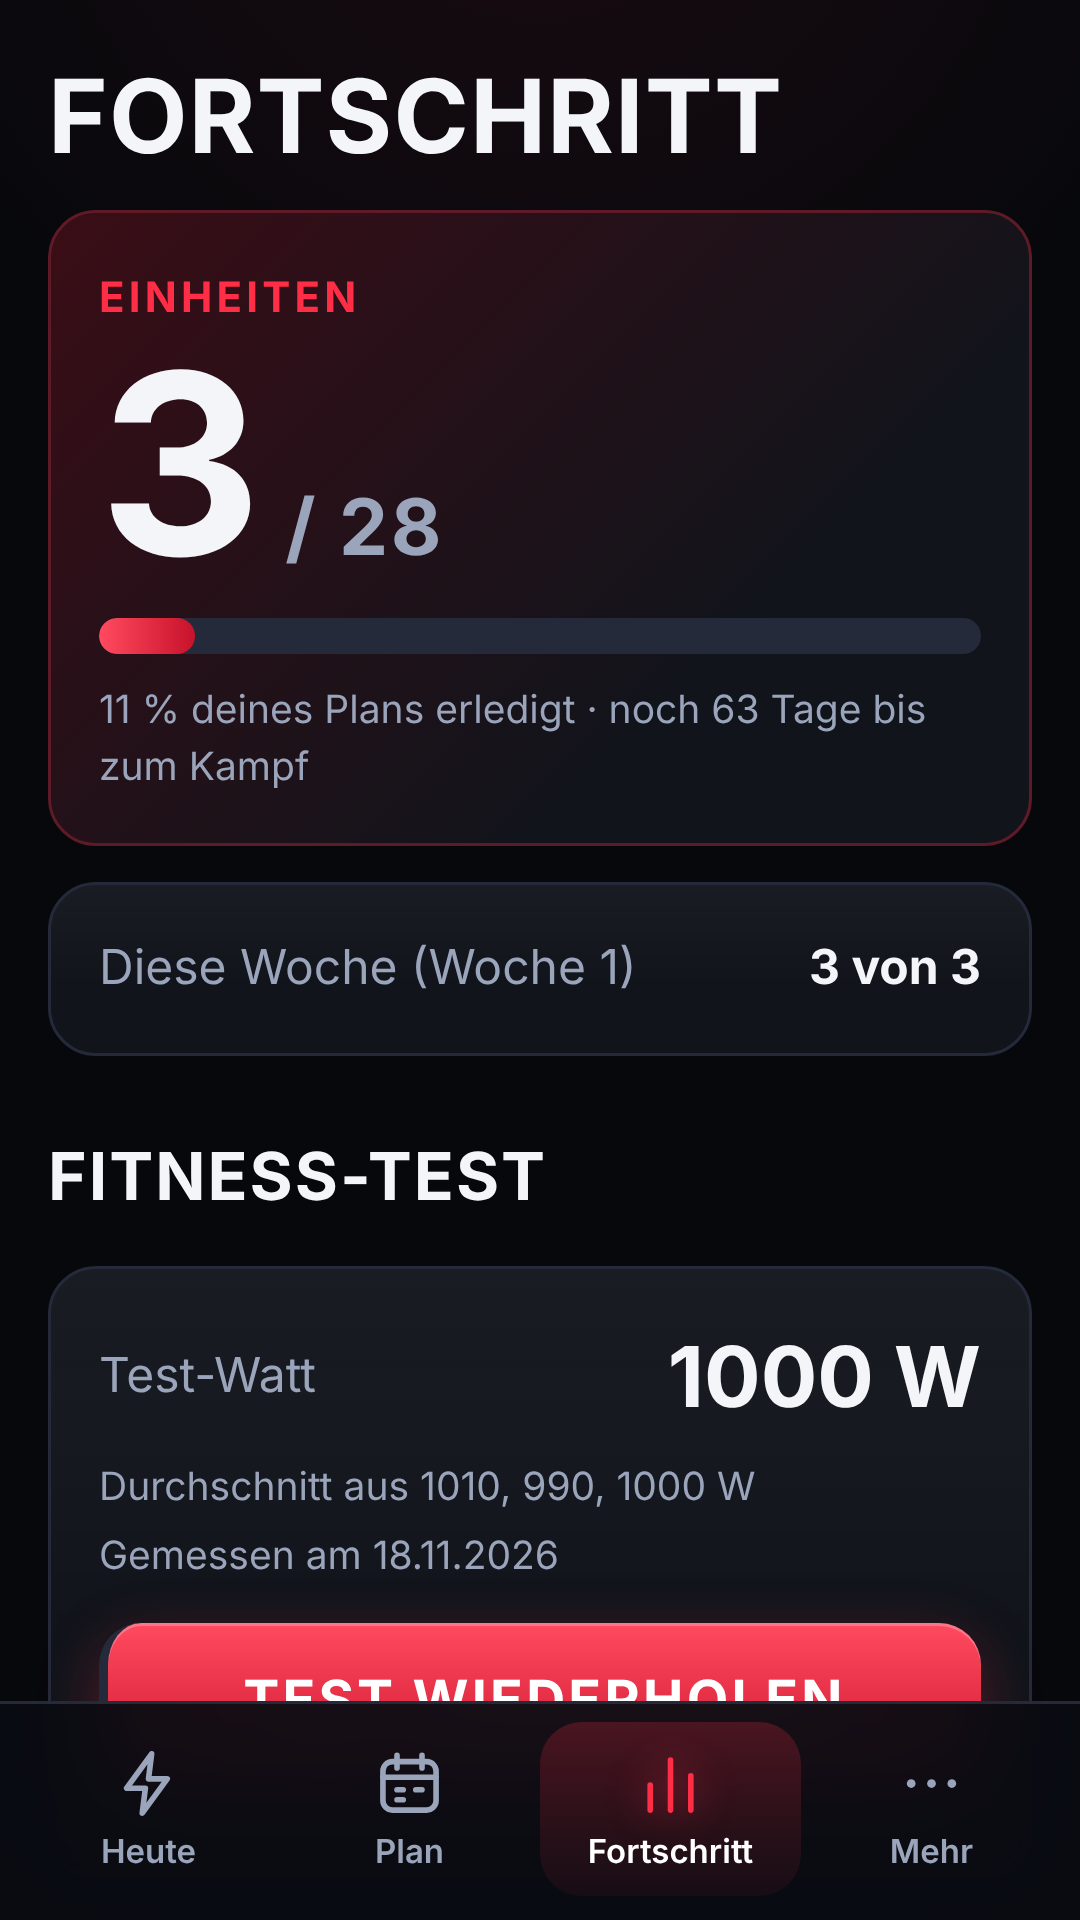 FORTSCHRITT
EINHEITEN
3 / 28
11 % deines Plans erledigt · noch 63 Tage bis
zum Kampf
Diese Woche (Woche 1) 3 von 3
FITNESS-TEST
Test-Watt 1000 W
Durchschnitt aus 1010, 990, 1000 W
Gemessen am 18.11.2026
TEST WIEDERHOLEN
Heute Plan Fortschritt Mehr